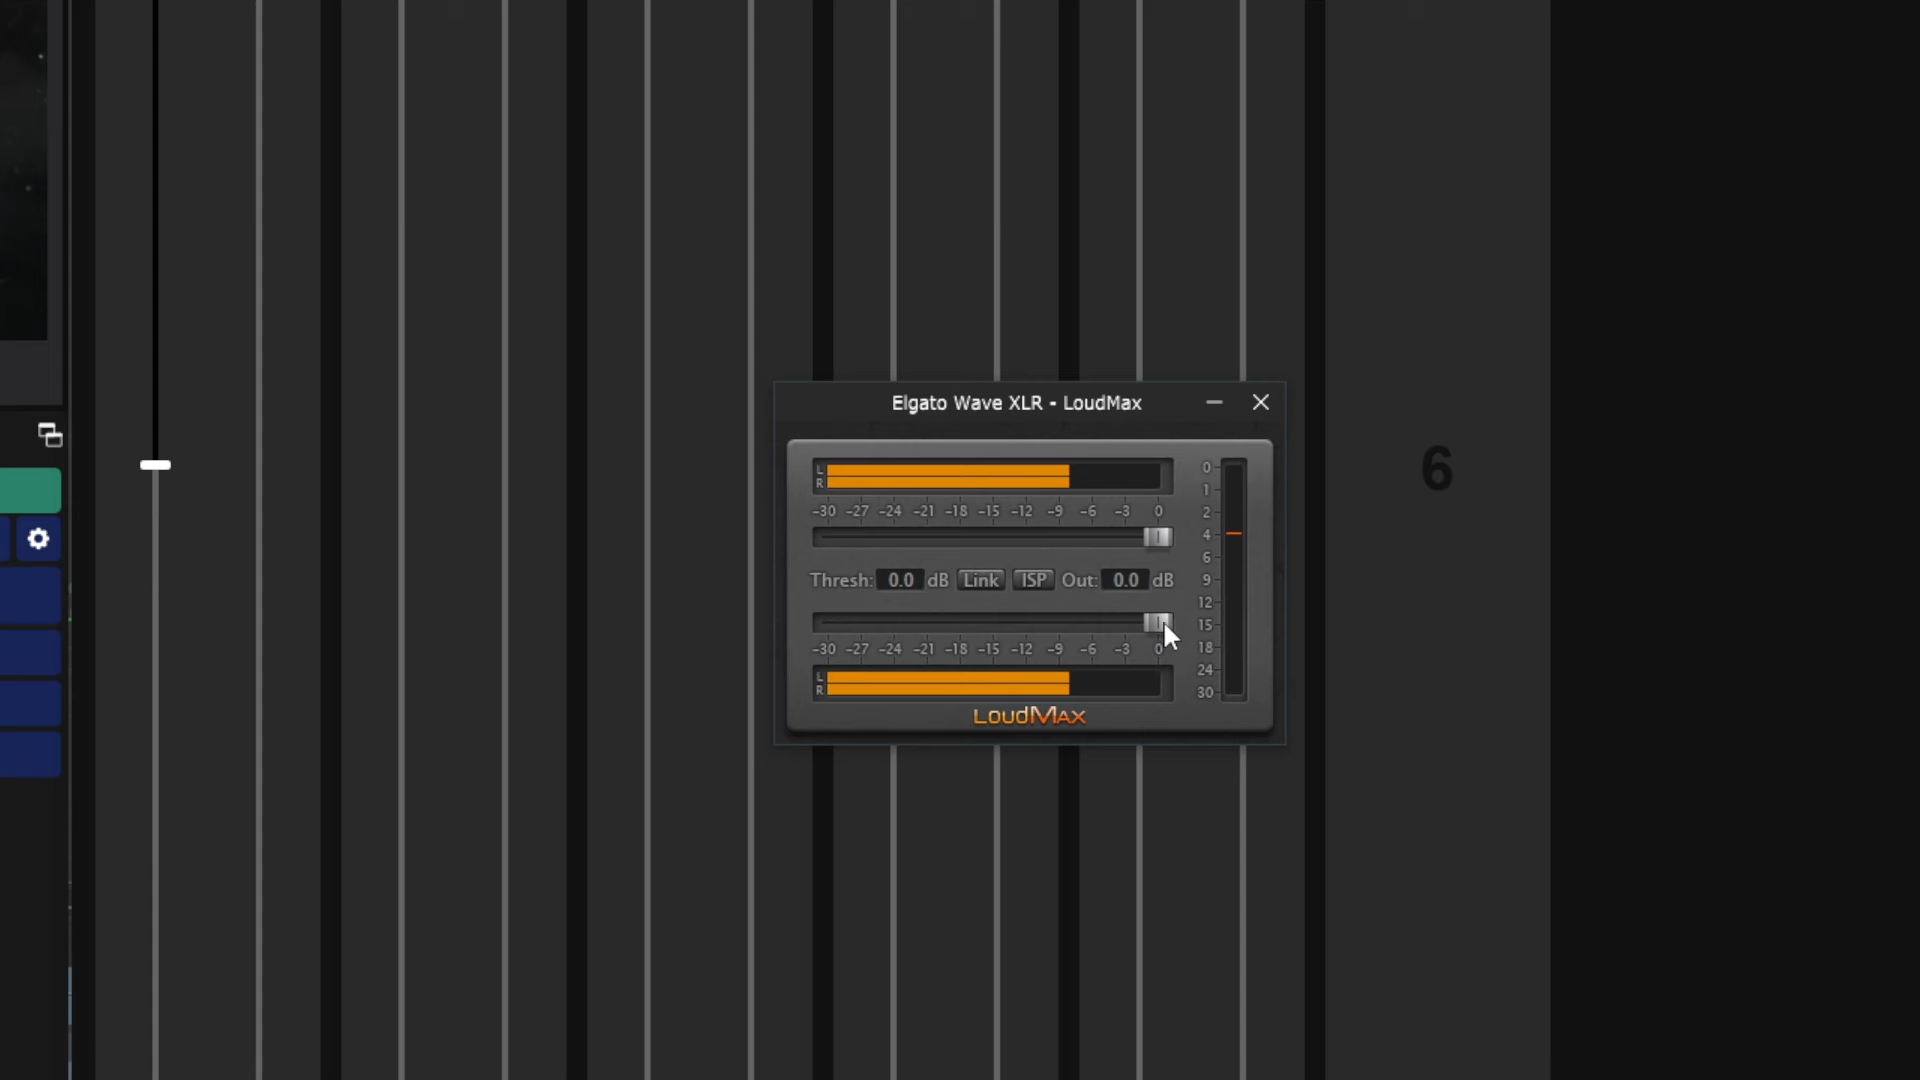 Elgato Wave XLR - LoudMax
L
R
-30 -27 -24 -21 -18 -15 -12 -9 -6 -3 0
Thresh: 0.0 dB Link ISP Out: 0.0 dB
-30 -27 -24 -21 -18 -15 -12 -9 -6 -3 0
L
R
LoudMax
0
1
2
4
6
9
12
15
18
24
30
6